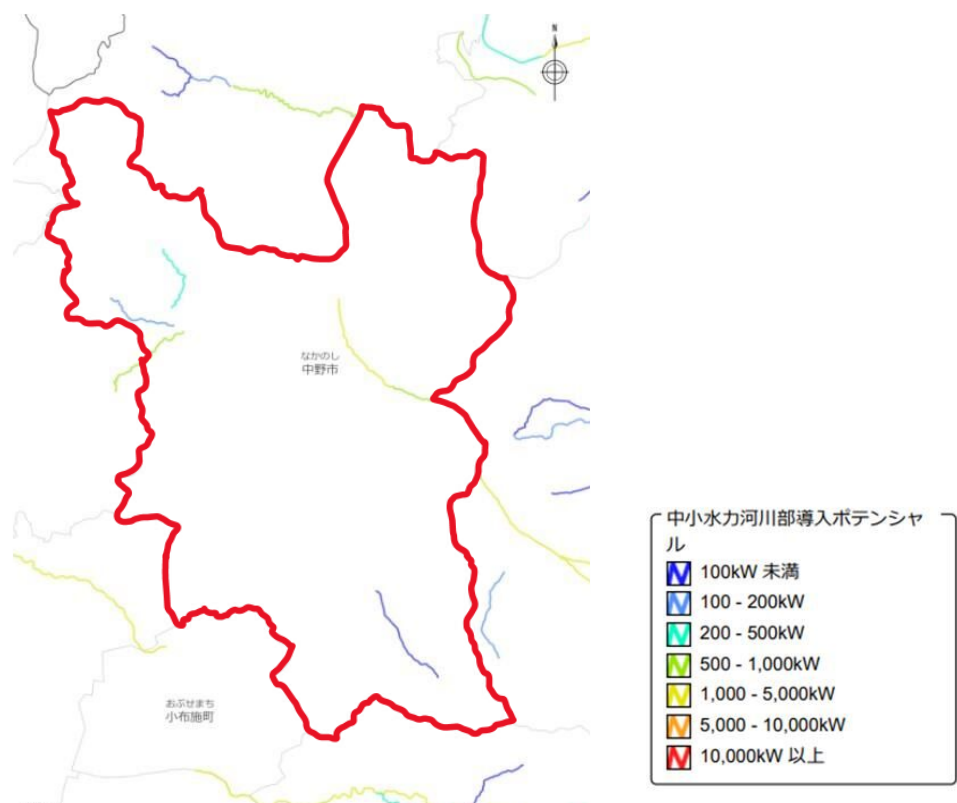 N
なかのし
中野市
おぶせまち
小布施町
中小水力河川部導入ポテンシャ
ル
100kW 未満
100 - 200kW
200 - 500kW
500 - 1,000kW
1,000 - 5,000kW
5,000 - 10,000kW
10,000kW 以上